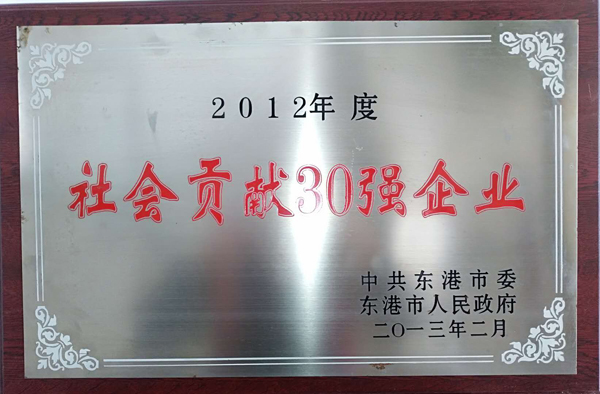 2012年度
社会贡献30强企业
中共东港市委
东港市人民政府
二〇一三年二月